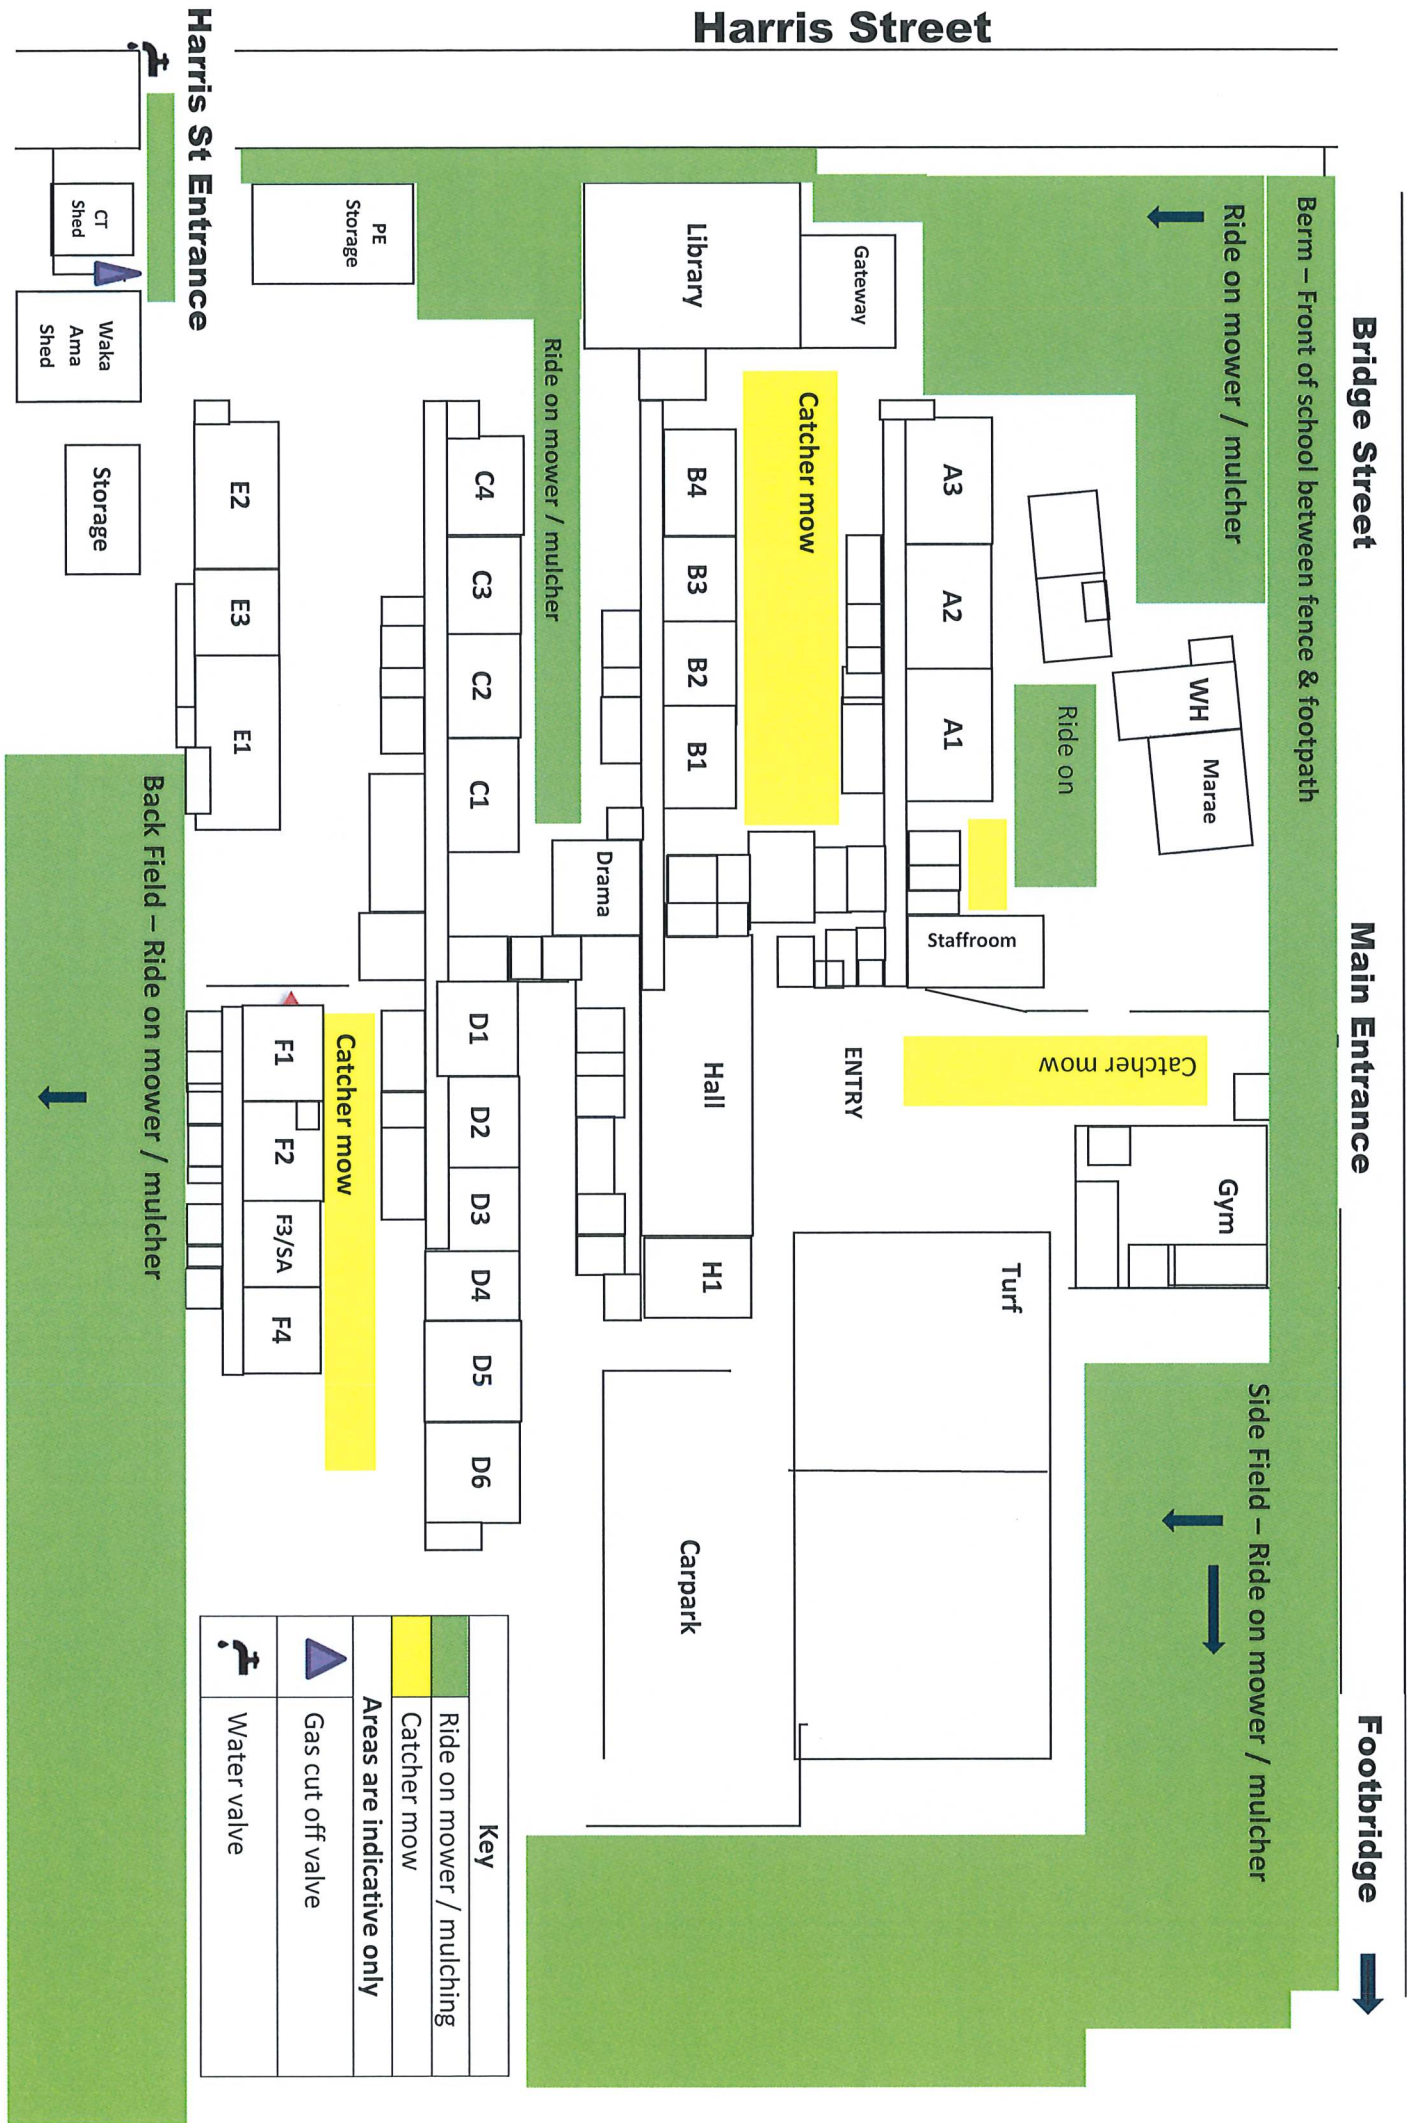 Harris Street
Bridge Street
Main Entrance
Footbridge
Berm – Front of school between fence & footpath
Ride on mower / mulcher
Side Field – Ride on mower / mulcher
WH
Marae
Gym
Ride on
Catcher mow
Turf
A3
A2
A1
Staffroom
Gateway
ENTRY
Catcher mow
Library
B4
B3
B2
B1
Hall
H1
Carpark
Drama
Ride on mower / mulcher
C4
C3
C2
C1
D1
D2
D3
D4
D5
D6
PE
Storage
Catcher mow
F1
F2
F3/SA
F4
E2
E3
E1
Harris St Entrance
Back Field – Ride on mower / mulcher
CT
Shed
Waka
Ama
Shed
Storage
Key
Ride on mower / mulching
Catcher mow
Areas are indicative only
Gas cut off valve
Water valve